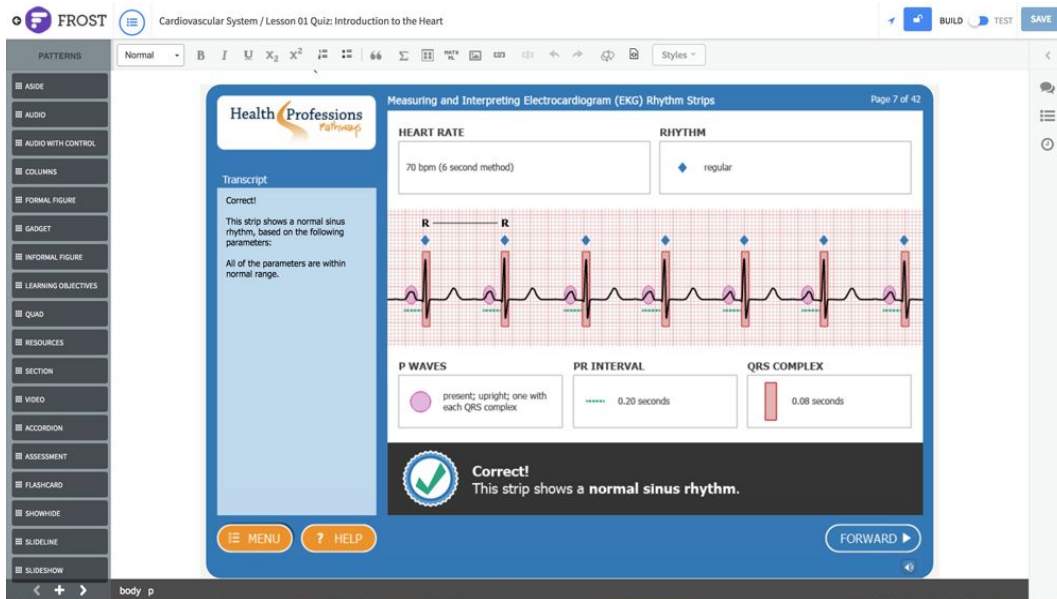 FROST
Cardiovascular System / Lesson 01 Quiz: Introduction to the Heart
BUILD
TEST
SAVE
PATTERNS
Normal
B I U X2 X2
Σ
MATH ML
Styles
ASIDE
AUDIO
AUDIO WITH CONTROL
COLUMNS
FORMAL FIGURE
GADGET
INFORMAL FIGURE
LEARNING OBJECTIVES
QUAD
RESOURCES
SECTION
VIDEO
ACCORDION
ASSESSMENT
FLASHCARD
SHOWHIDE
SLIDELINE
SLIDESHOW
Health Professions
Pathways
Transcript
Correct!
This strip shows a normal sinus
rhythm, based on the following
parameters:
All of the parameters are within
normal range.
MENU
? HELP
Measuring and Interpreting Electrocardiogram (EKG) Rhythm Strips
Page 7 of 42
HEART RATE
70 bpm (6 second method)
RHYTHM
regular
R R
P WAVES
present; upright; one with
each QRS complex
PR INTERVAL
0.20 seconds
QRS COMPLEX
0.08 seconds
Correct!
This strip shows a normal sinus rhythm.
FORWARD
body p